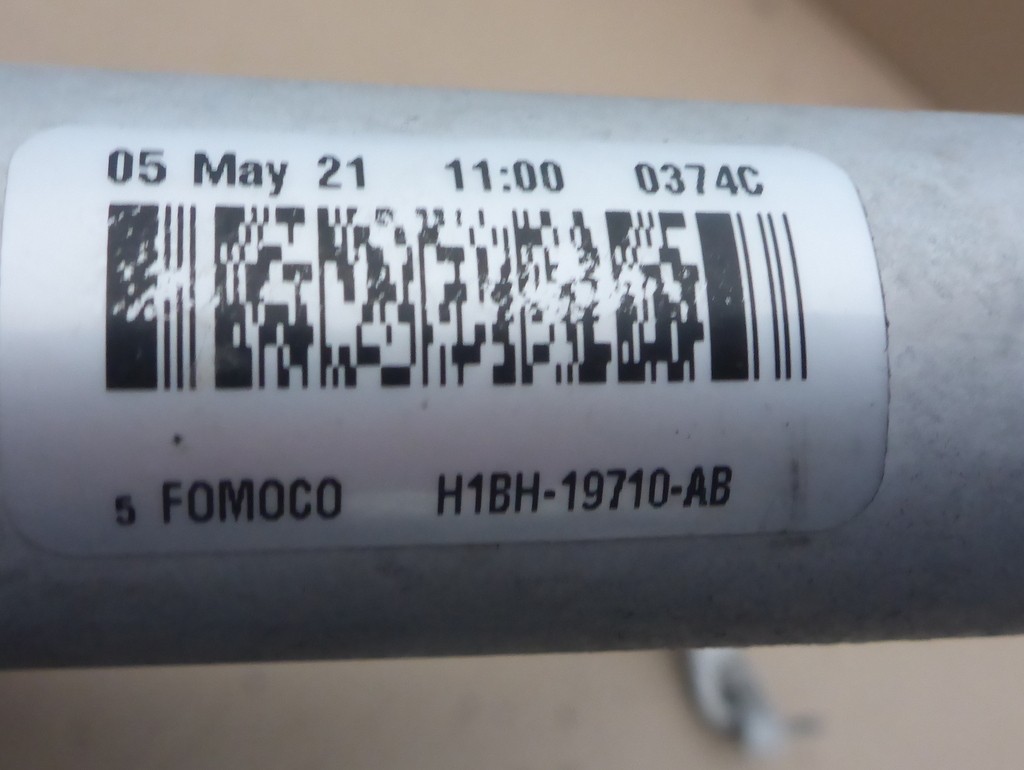 05 May 21 11:00 0374C
5 FOMOCO H1BH-19710-AB